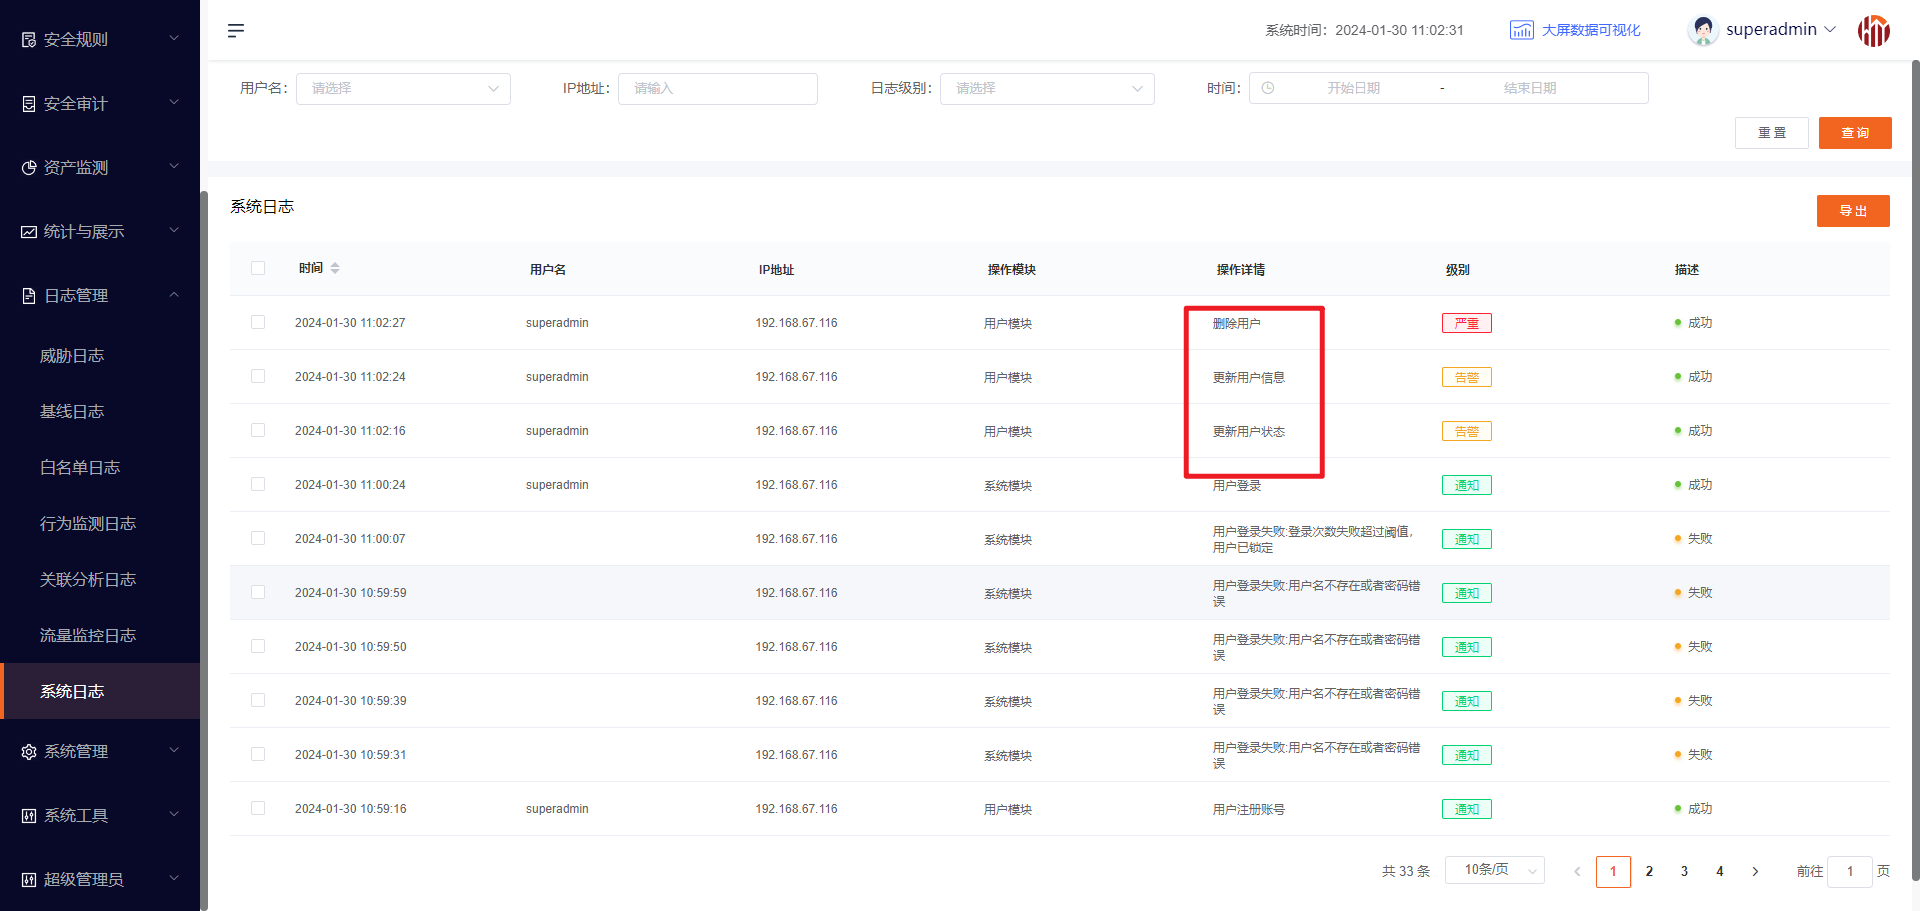 安全规则
安全审计
资产监测
统计与展示
日志管理
威胁日志
基线日志
白名单日志
行为监测日志
关联分析日志
流量监控日志
系统日志
系统管理
系统工具
超级管理员
系统时间： 2024-01-30 11:02:31
大屏数据可视化
superadmin
用户名： 请选择
IP地址： 请输入
日志级别： 请选择
时间： 开始日期 - 结束日期
重 置
查 询
系统日志
导 出
时间 用户名 IP地址 操作模块 操作详情 级别 描述
2024-01-30 11:02:27 superadmin 192.168.67.116 用户模块 删除用户 严重 成功
2024-01-30 11:02:24 superadmin 192.168.67.116 用户模块 更新用户信息 告警 成功
2024-01-30 11:02:16 superadmin 192.168.67.116 用户模块 更新用户状态 告警 成功
2024-01-30 11:00:24 superadmin 192.168.67.116 系统模块 用户登录 通知 成功
2024-01-30 11:00:07 192.168.67.116 系统模块 用户登录失败:登录次数失败超过阈值，
用户已锁定 通知 失败
2024-01-30 10:59:59 192.168.67.116 系统模块 用户登录失败:用户名不存在或者密码错
误 通知 失败
2024-01-30 10:59:50 192.168.67.116 系统模块 用户登录失败:用户名不存在或者密码错
误 通知 失败
2024-01-30 10:59:39 192.168.67.116 系统模块 用户登录失败:用户名不存在或者密码错
误 通知 失败
2024-01-30 10:59:31 192.168.67.116 系统模块 用户登录失败:用户名不存在或者密码错
误 通知 失败
2024-01-30 10:59:16 superadmin 192.168.67.116 用户模块 用户注册账号 通知 成功
共 33 条 10条/页 1 2 3 4 前往 1 页